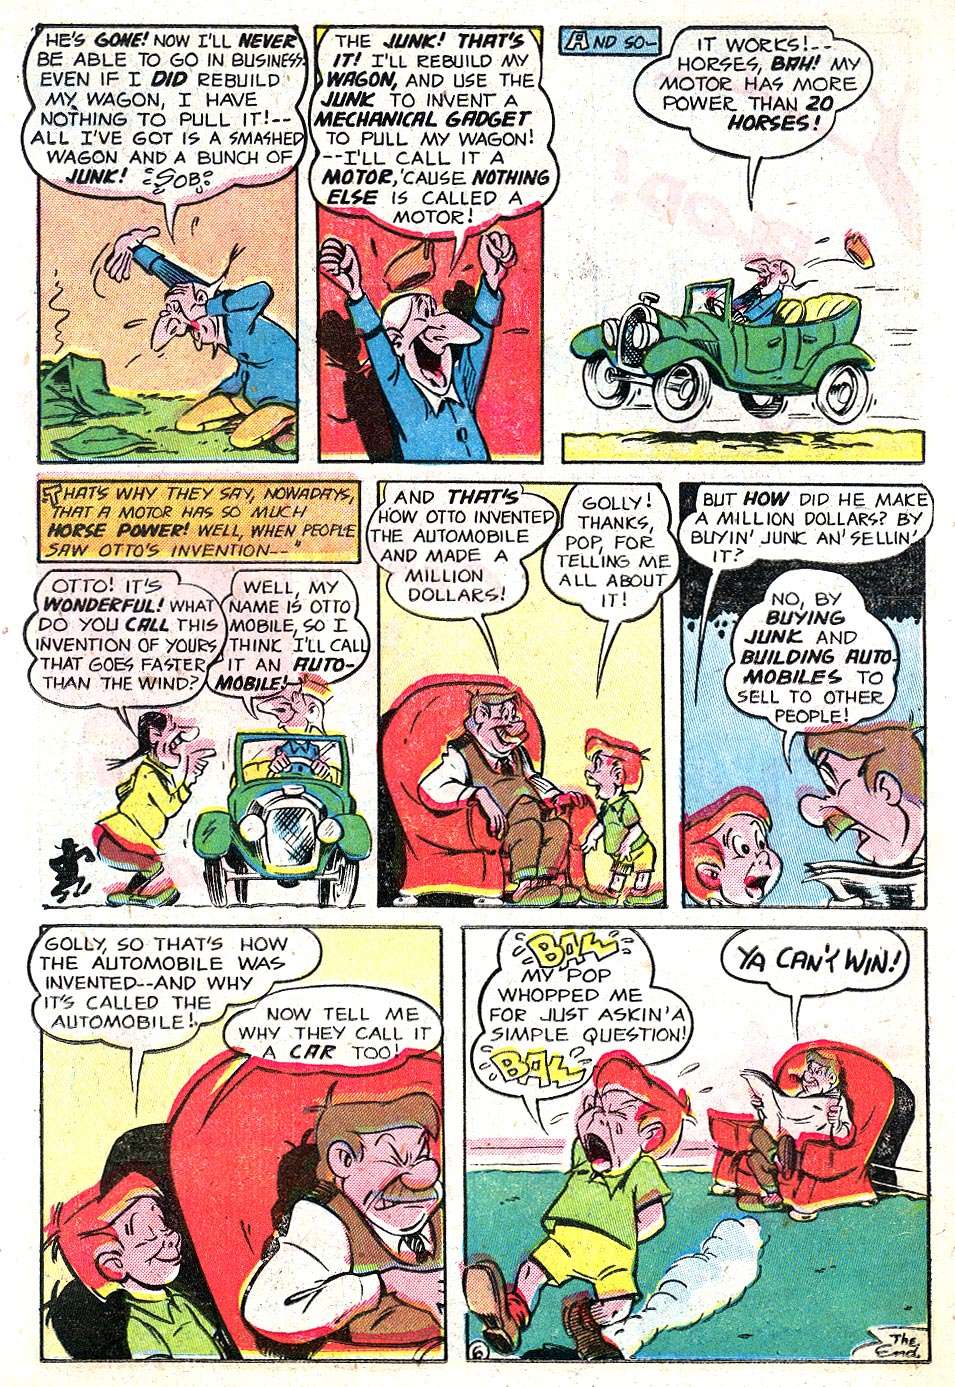 HE'S GONE! NOW I'LL NEVER
BE ABLE TO GO IN BUSINESS.
EVEN IF I DID REBUILD
MY WAGON, I HAVE
NOTHING TO PULL IT!--
ALL I'VE GOT IS A SMASHED
WAGON AND A BUNCH OF
JUNK! SOB
THE JUNK! THAT'S
IT! I'LL REBUILD MY
WAGON, AND USE THE
JUNK TO INVENT A
MECHANICAL GADGET
TO PULL MY WAGON!
--I'LL CALL IT A
MOTOR, 'CAUSE NOTHING
ELSE IS CALLED A
MOTOR!
AND SO-
IT WORKS!--
HORSES, BAH! MY
MOTOR HAS MORE
POWER THAN 20
HORSES!
THAT'S WHY THEY SAY, NOWADAYS,
THAT A MOTOR HAS SO MUCH
HORSE POWER! WELL, WHEN PEOPLE
SAW OTTO'S INVENTION--"
OTTO! IT'S
WONDERFUL! WHAT
DO YOU CALL THIS
INVENTION OF YOURS
THAT GOES FASTER
THAN THE WIND?
WELL, MY
NAME IS OTTO
MOBILE, SO I
THINK I'LL CALL
IT AN AUTO-
MOBILE!
AND THAT'S
HOW OTTO INVENTED
THE AUTOMOBILE
AND MADE A
MILLION
DOLLARS!
GOLLY!
THANKS,
POP, FOR
TELLING ME
ALL ABOUT
IT!
BUT HOW DID HE MAKE
A MILLION DOLLARS? BY
BUYIN' JUNK AN' SELLIN'
IT?
NO, BY
BUYING
JUNK AND
BUILDING AUTO-
MOBILES TO
SELL TO OTHER
PEOPLE!
GOLLY, SO THAT'S HOW
THE AUTOMOBILE WAS
INVENTED--AND WHY
IT'S CALLED THE
AUTOMOBILE!
NOW TELL ME
WHY THEY CALL IT
A CAR TOO!
BAW
MY POP
WHOPPED ME
FOR JUST ASKIN' A
SIMPLE QUESTION!
BAW
YA CAN'T WIN!
6
The
End.